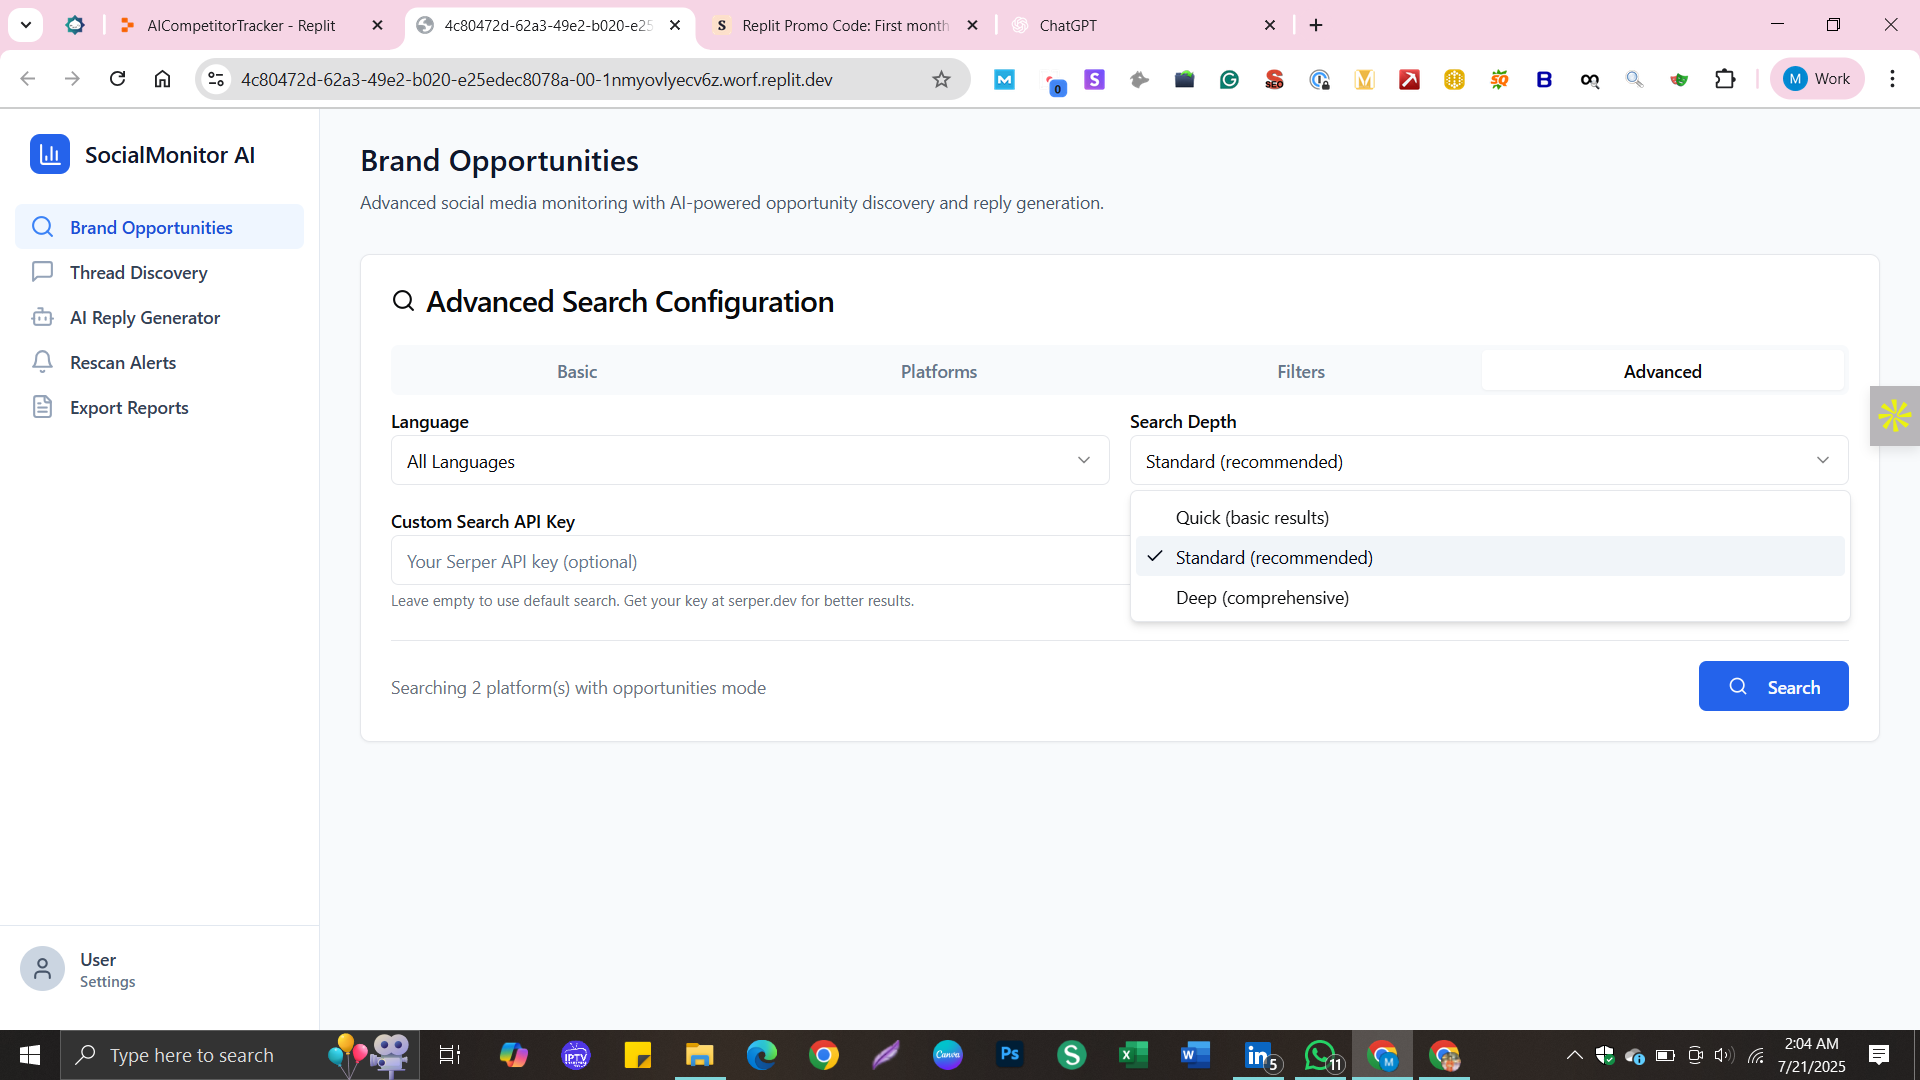 AICompetitorTracker - Replit
4c80472d-62a3-49e2-b020-e25
Replit Promo Code: First month
ChatGPT
4c80472d-62a3-49e2-b020-e25edec8078a-00-1nmyovlyecv6z.worf.replit.dev
0
M Work
SocialMonitor AI
Brand Opportunities
Thread Discovery
AI Reply Generator
Rescan Alerts
Export Reports
User
Settings
Brand Opportunities
Advanced social media monitoring with AI-powered opportunity discovery and reply generation.
Advanced Search Configuration
Basic
Platforms
Filters
Advanced
Language
All Languages
Search Depth
Standard (recommended)
Quick (basic results)
Standard (recommended)
Deep (comprehensive)
Custom Search API Key
Your Serper API key (optional)
Leave empty to use default search. Get your key at serper.dev for better results.
Searching 2 platform(s) with opportunities mode
Search
Type here to search
IPTV
Canva
Ps
S
in 5
11
2:04 AM
7/21/2025